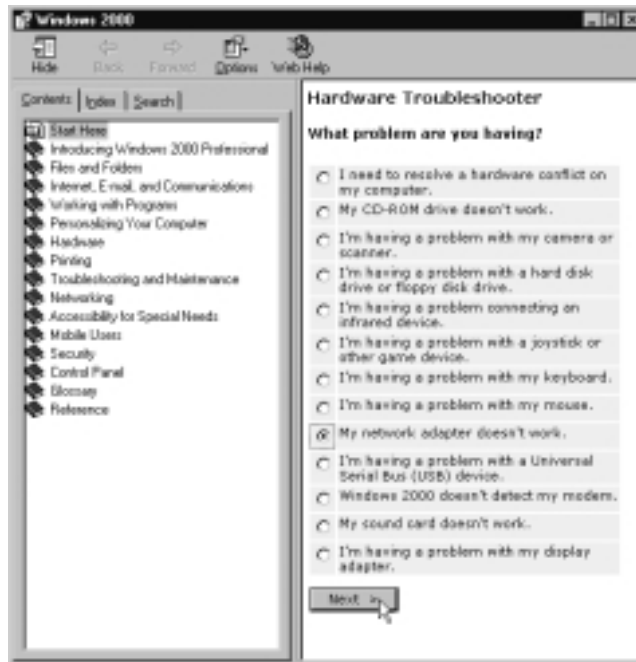 Windows 2000
Hide Back Forward Options Web Help
Contents Index Search
Start Here
Introducing Windows 2000 Professional
Files and Folders
Internet, E-mail, and Communications
Working with Programs
Personalizing Your Computer
Hardware
Printing
Troubleshooting and Maintenance
Networking
Accessibility for Special Needs
Mobile Users
Security
Control Panel
Glossary
Reference
Hardware Troubleshooter
What problem are you having?
I need to resolve a hardware conflict on
my computer.
My CD-ROM drive doesn't work.
I'm having a problem with my camera or
scanner.
I'm having a problem with a hard disk
drive or floppy disk drive.
I'm having a problem connecting an
infrared device.
I'm having a problem with a joystick or
other game device.
I'm having a problem with my keyboard.
I'm having a problem with my mouse.
My network adapter doesn't work.
I'm having a problem with a Universal
Serial Bus (USB) device.
Windows 2000 doesn't detect my modem.
My sound card doesn't work.
I'm having a problem with my display
adapter.
Next